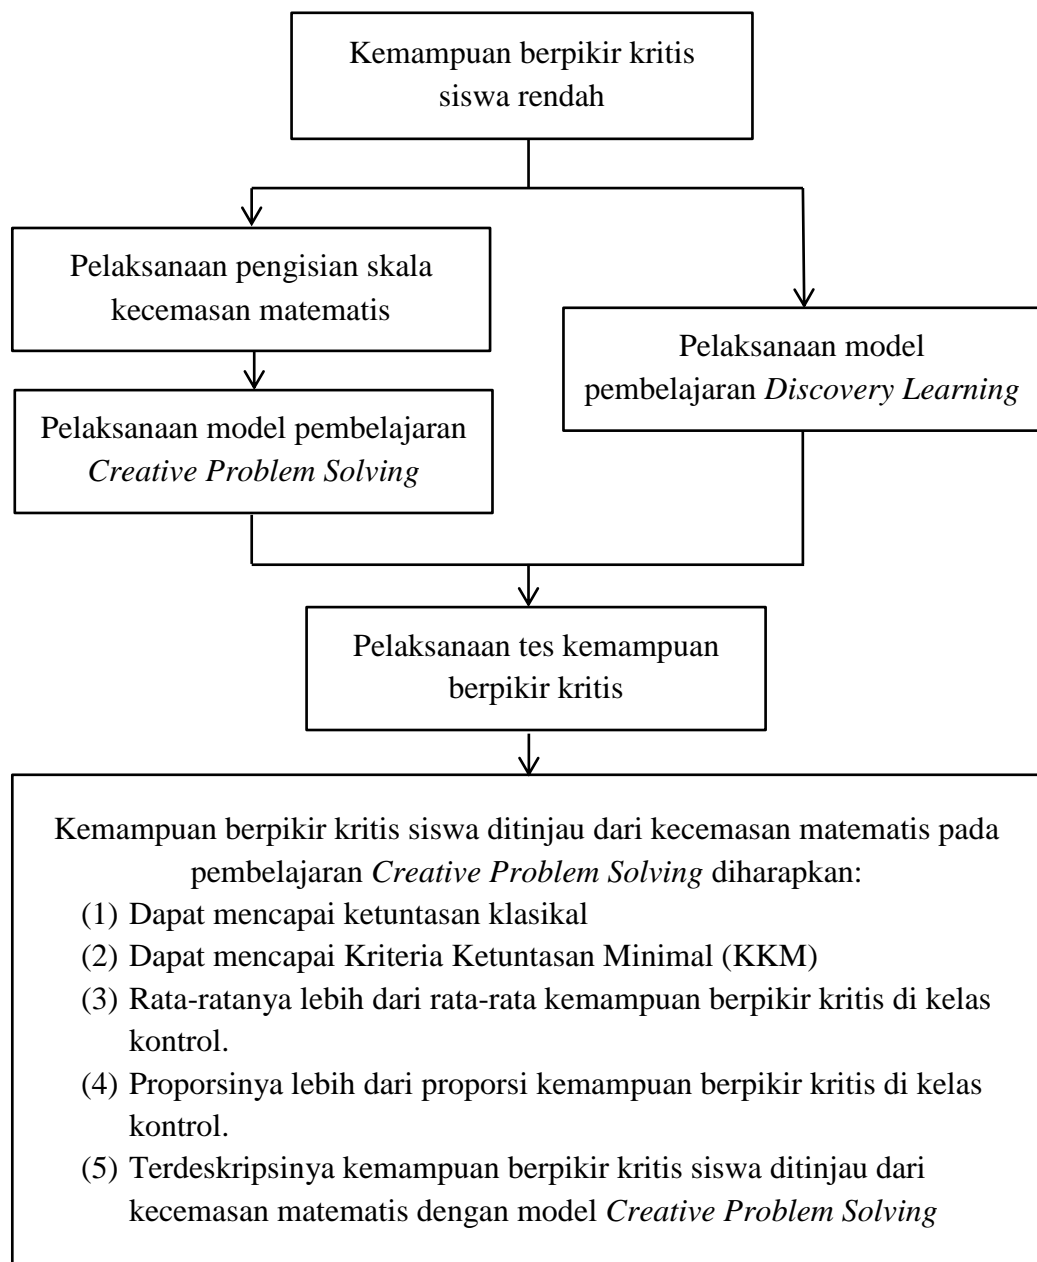 Kemampuan berpikir kritis
siswa rendah
Pelaksanaan pengisian skala
kecemasan matematis
Pelaksanaan model pembelajaran
Creative Problem Solving
Pelaksanaan model
pembelajaran Discovery Learning
Pelaksanaan tes kemampuan
berpikir kritis
Kemampuan berpikir kritis siswa ditinjau dari kecemasan matematis pada
pembelajaran Creative Problem Solving diharapkan:
(1) Dapat mencapai ketuntasan klasikal
(2) Dapat mencapai Kriteria Ketuntasan Minimal (KKM)
(3) Rata-ratanya lebih dari rata-rata kemampuan berpikir kritis di kelas
kontrol.
(4) Proporsinya lebih dari proporsi kemampuan berpikir kritis di kelas
kontrol.
(5) Terdeskripsinya kemampuan berpikir kritis siswa ditinjau dari
kecemasan matematis dengan model Creative Problem Solving